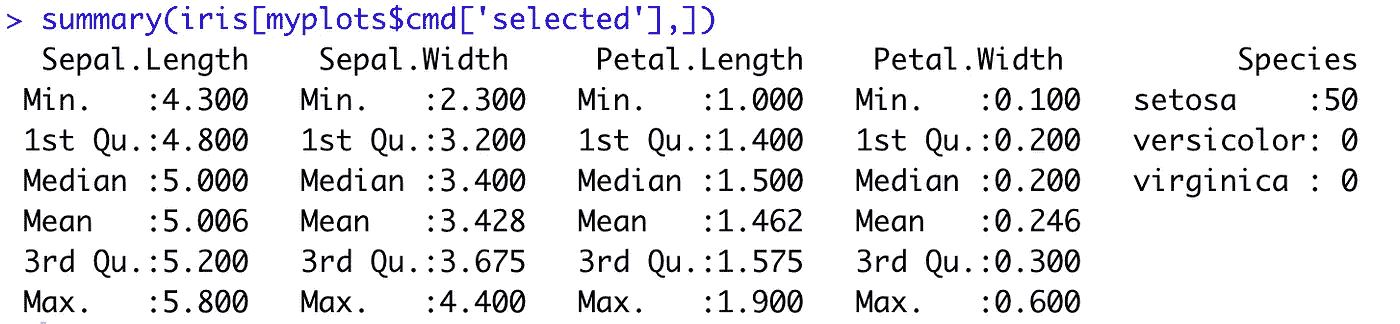 > summary(iris[myplots$cmd['selected'],])
  Sepal.Length    Sepal.Width     Petal.Length    Petal.Width          Species
 Min.   :4.300   Min.   :2.300   Min.   :1.000   Min.   :0.100   setosa    :50
 1st Qu.:4.800   1st Qu.:3.200   1st Qu.:1.400   1st Qu.:0.200   versicolor: 0
 Median :5.000   Median :3.400   Median :1.500   Median :0.200   virginica : 0
 Mean   :5.006   Mean   :3.428   Mean   :1.462   Mean   :0.246
 3rd Qu.:5.200   3rd Qu.:3.675   3rd Qu.:1.575   3rd Qu.:0.300
 Max.   :5.800   Max.   :4.400   Max.   :1.900   Max.   :0.600